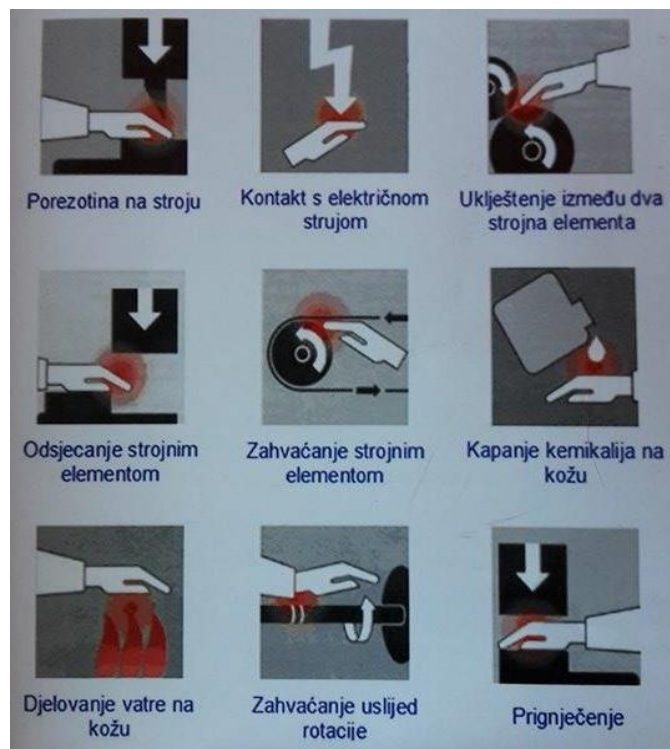 Porezotina na stroju
Kontakt s električnom
strujom
Uklještenje između dva
strojna elementa
Odsjecanje strojnim
elementom
Zahvaćanje strojnim
elementom
Kapanje kemikalija na
kožu
Djelovanje vatre na
kožu
Zahvaćanje uslijed
rotacije
Prignječenje